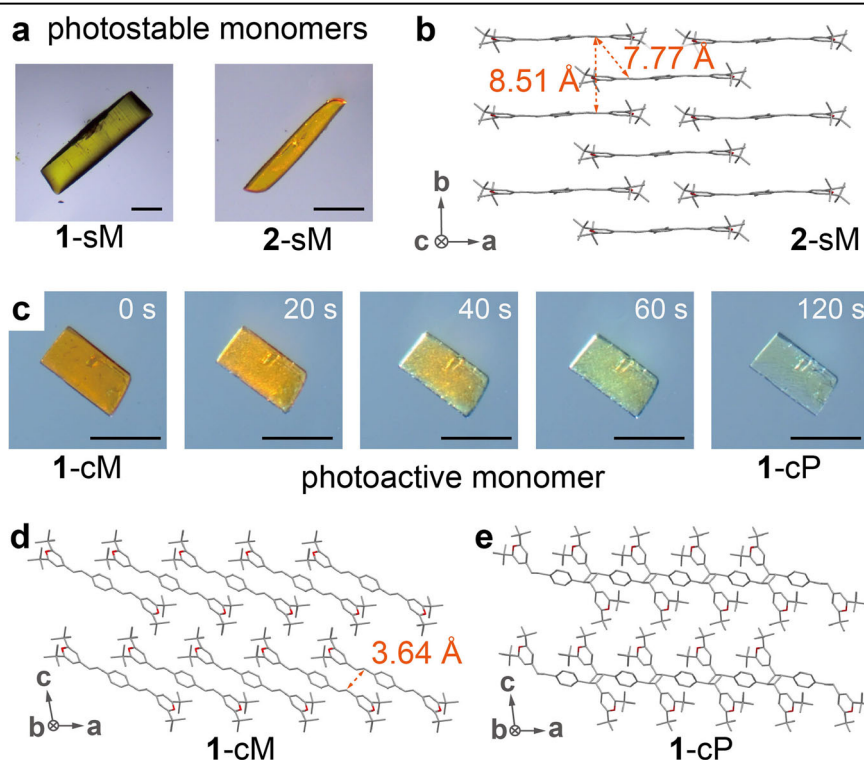 a photostable monomers
1-sM
2-sM
b
7.77 Å
8.51 Å
b
c
a
2-sM
c
0 s
20 s
40 s
60 s
120 s
1-cM
photoactive monomer
1-cP
d
3.64 Å
c
b
a
1-cM
e
c
b
a
1-cP